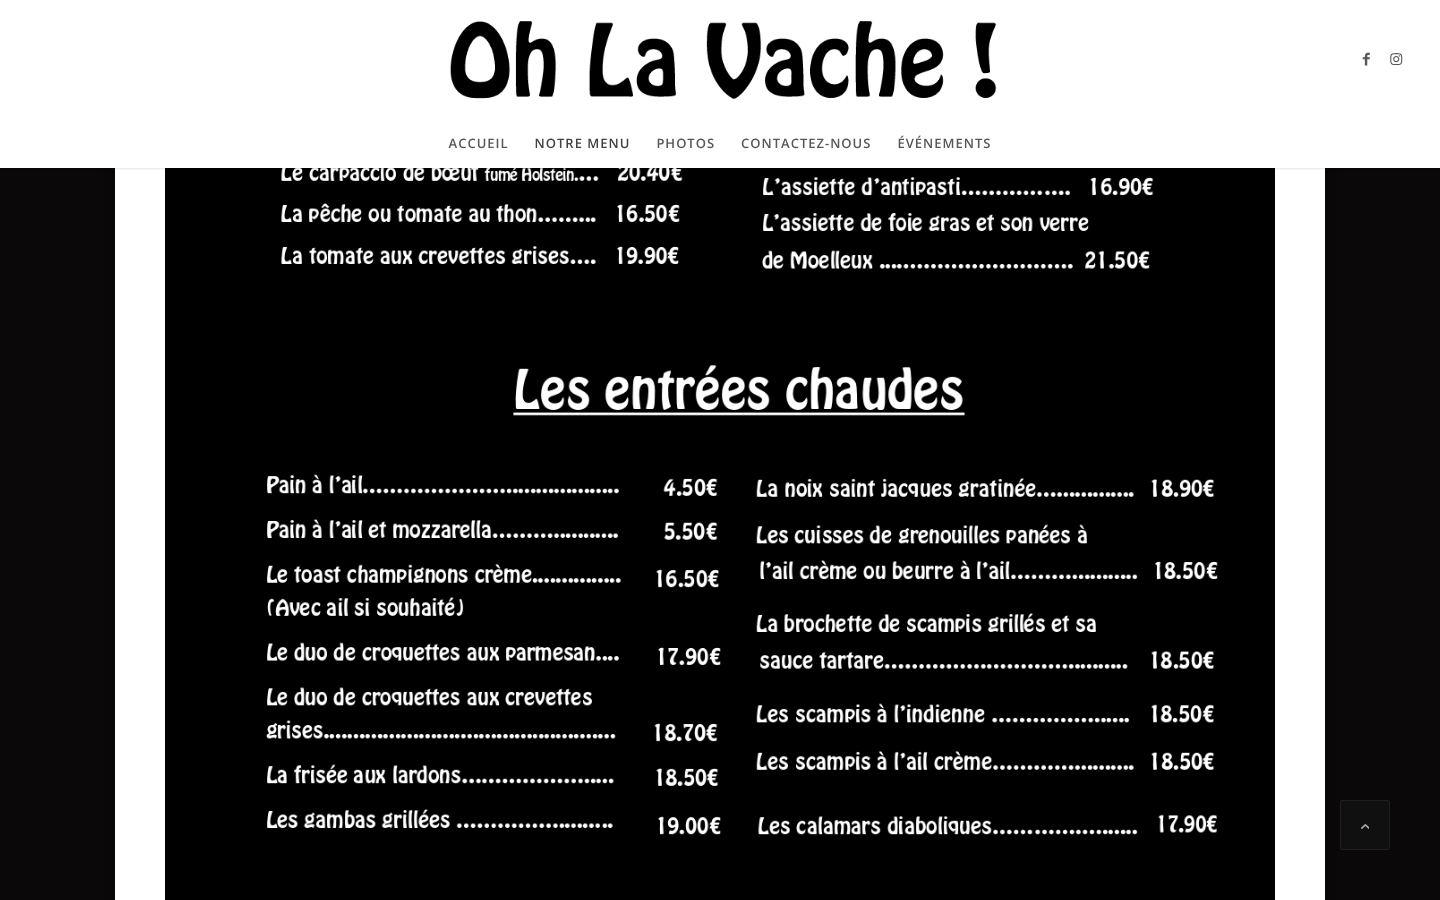 Oh La Vache !
ACCUEIL NOTRE MENU PHOTOS CONTACTEZ-NOUS ÉVÉNEMENTS
Le carpaccio de bœuf fumé Holstein.... 20.40€
La pêche ou tomate au thon......... 16.50€
La tomate aux crevettes grises.... 19.90€
L'assiette d'antipasti................ 16.90€
L'assiette de foie gras et son verre
de Moelleux ............................ 21.50€
Les entrées chaudes
Pain à l'ail...................................... 4.50€
Pain à l'ail et mozzarella................... 5.50€
Le toast champignons crème............... 16.50€
(Avec ail si souhaité)
Le duo de croquettes aux parmesan.... 17.90€
Le duo de croquettes aux crevettes
grises................................................. 18.70€
La frisée aux lardons....................... 18.50€
Les gambas grillées ....................... 19.00€
La noix saint jacques gratinée................ 18.90€
Les cuisses de grenouilles panées à
l'ail crème ou beurre à l'ail................... 18.50€
La brochette de scampis grillés et sa
sauce tartare.................................... 18.50€
Les scampis à l'indienne ..................... 18.50€
Les scampis à l'ail crème..................... 18.50€
Les calamars diaboliques...................... 17.90€